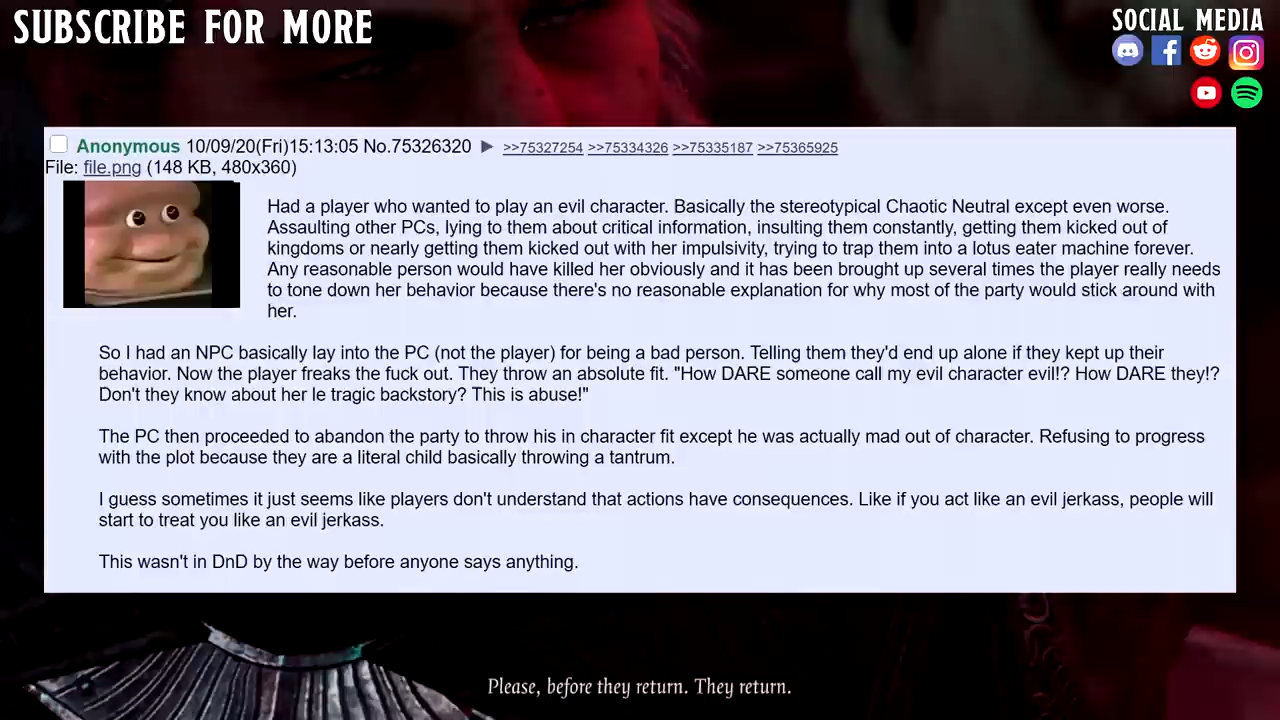 SUBSCRIBE FOR MORE
SOCIAL MEDIA
Anonymous 10/09/20(Fri)15:13:05 No.75326320 ▶ >>75327254 >>75334326 >>75335187 >>75365925
File: file.png (148 KB, 480x360)
Had a player who wanted to play an evil character. Basically the stereotypical Chaotic Neutral except even worse.
Assaulting other PCs, lying to them about critical information, insulting them constantly, getting them kicked out of
kingdoms or nearly getting them kicked out with her impulsivity, trying to trap them into a lotus eater machine forever.
Any reasonable person would have killed her obviously and it has been brought up several times the player really needs
to tone down her behavior because there's no reasonable explanation for why most of the party would stick around with
her.
So I had an NPC basically lay into the PC (not the player) for being a bad person. Telling them they'd end up alone if they kept up their
behavior. Now the player freaks the fuck out. They throw an absolute fit. "How DARE someone call my evil character evil!? How DARE they!?
Don't they know about her le tragic backstory? This is abuse!"
The PC then proceeded to abandon the party to throw his in character fit except he was actually mad out of character. Refusing to progress
with the plot because they are a literal child basically throwing a tantrum.
I guess sometimes it just seems like players don't understand that actions have consequences. Like if you act like an evil jerkass, people will
start to treat you like an evil jerkass.
This wasn't in DnD by the way before anyone says anything.
Please, before they return. They return.